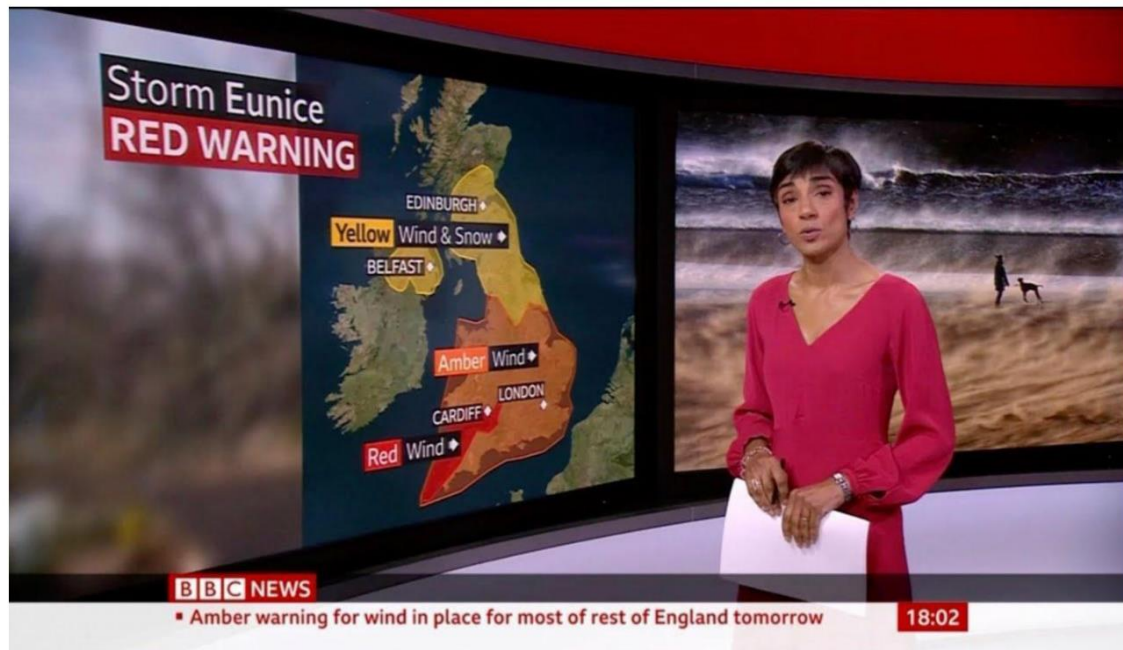 Storm Eunice
RED WARNING
EDINBURGH
Yellow Wind & Snow
BELFAST
Amber Wind
LONDON
CARDIFF
Red Wind
BBC NEWS
Amber warning for wind in place for most of rest of England tomorrow
18:02